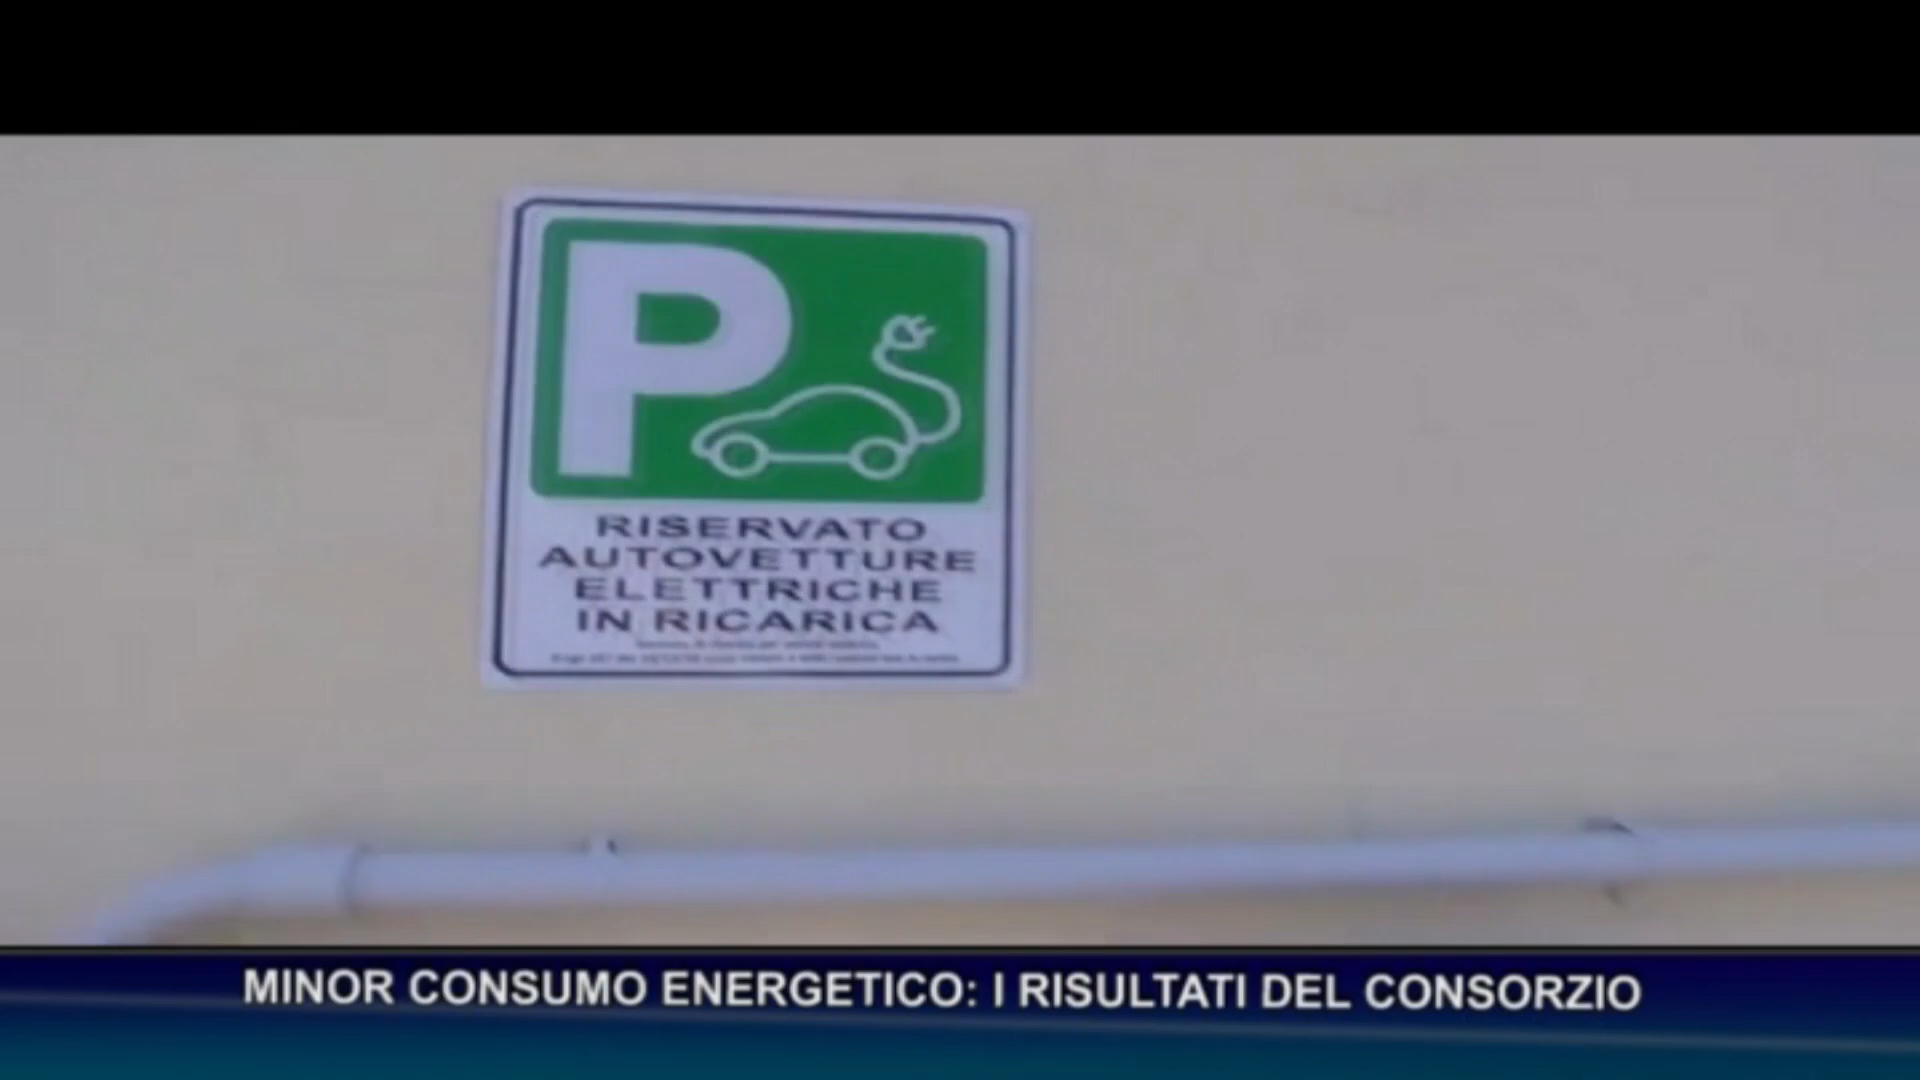 P
RISERVATO
AUTOVETTURE
ELETTRICHE
IN RICARICA
MINOR CONSUMO ENERGETICO: I RISULTATI DEL CONSORZIO